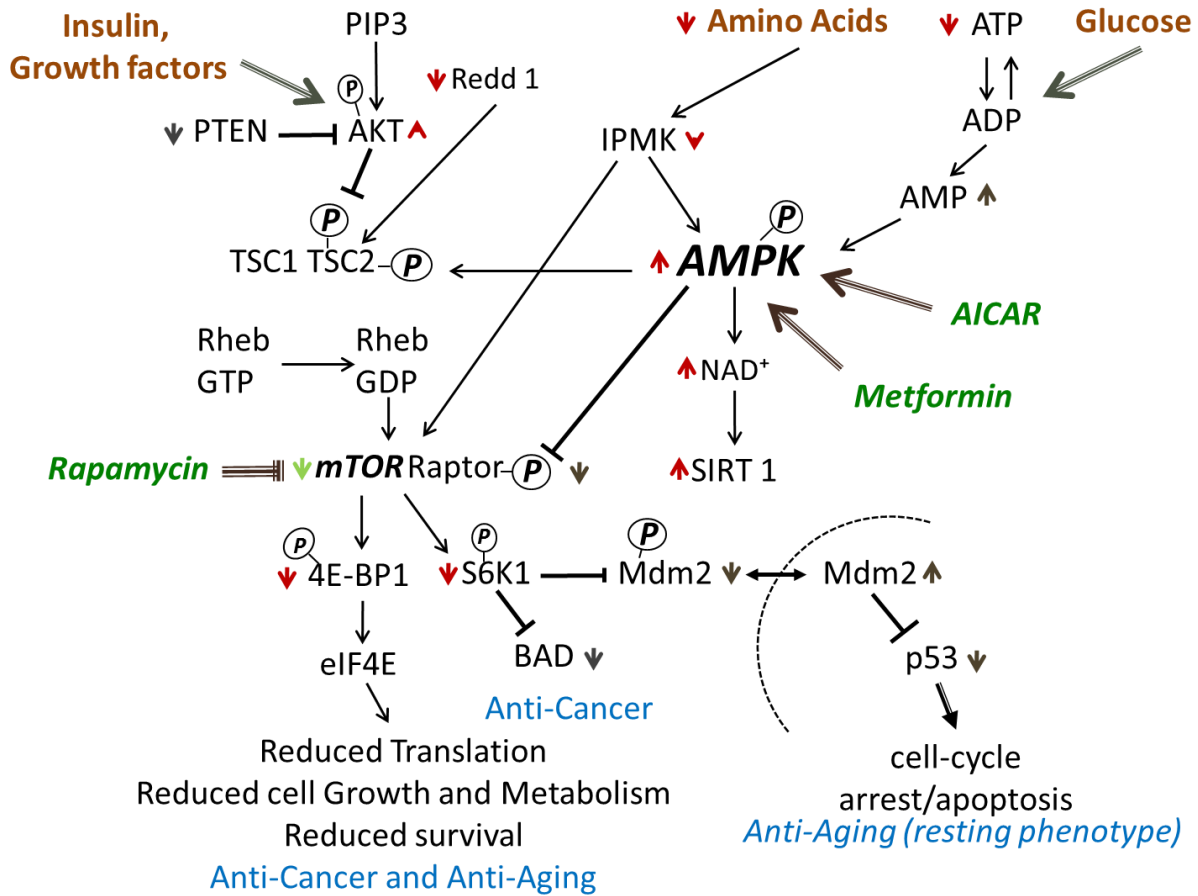 Insulin,
Growth factors
PIP3
Amino Acids
ATP
Glucose
P
Redd 1
PTEN
AKT
IPMK
ADP
AMP
P
P
TSC1 TSC2
P
AMPK
AICAR
Rheb
GTP
Rheb
GDP
NAD+
Metformin
Rapamycin
mTOR Raptor
P
SIRT 1
P
4E-BP1
P
S6K1
P
Mdm2
Mdm2
eIF4E
BAD
p53
Anti-Cancer
Reduced Translation
Reduced cell Growth and Metabolism
Reduced survival
Anti-Cancer and Anti-Aging
cell-cycle
arrest/apoptosis
Anti-Aging (resting phenotype)